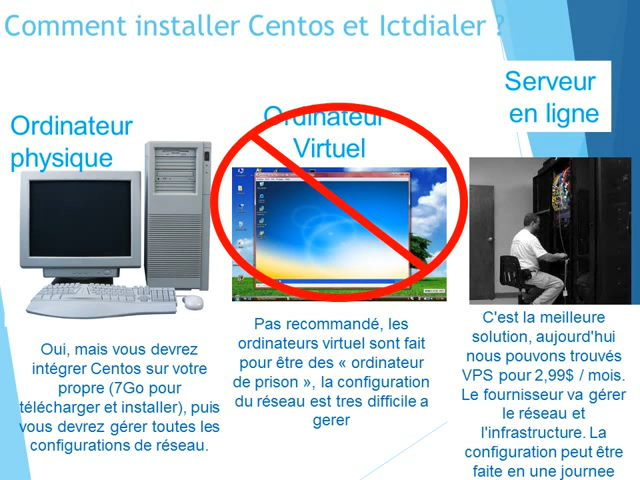 Comment installer Centos et Ictdialer ?
Ordinateur
physique
Oui, mais vous devrez
intégrer Centos sur votre
propre (7Go pour
télécharger et installer), puis
vous devrez gérer toutes les
configurations de réseau.
Ordinateur
Virtuel
Pas recommandé, les
ordinateurs virtuel sont fait
pour être des « ordinateur
de prison », la configuration
du réseau est tres difficile a
gerer
Serveur
en ligne
C'est la meilleure
solution, aujourd'hui
nous pouvons trouvés
VPS pour 2,99$ / mois.
Le fournisseur va gérer
le réseau et
l'infrastructure. La
configuration peut être
faite en une journee